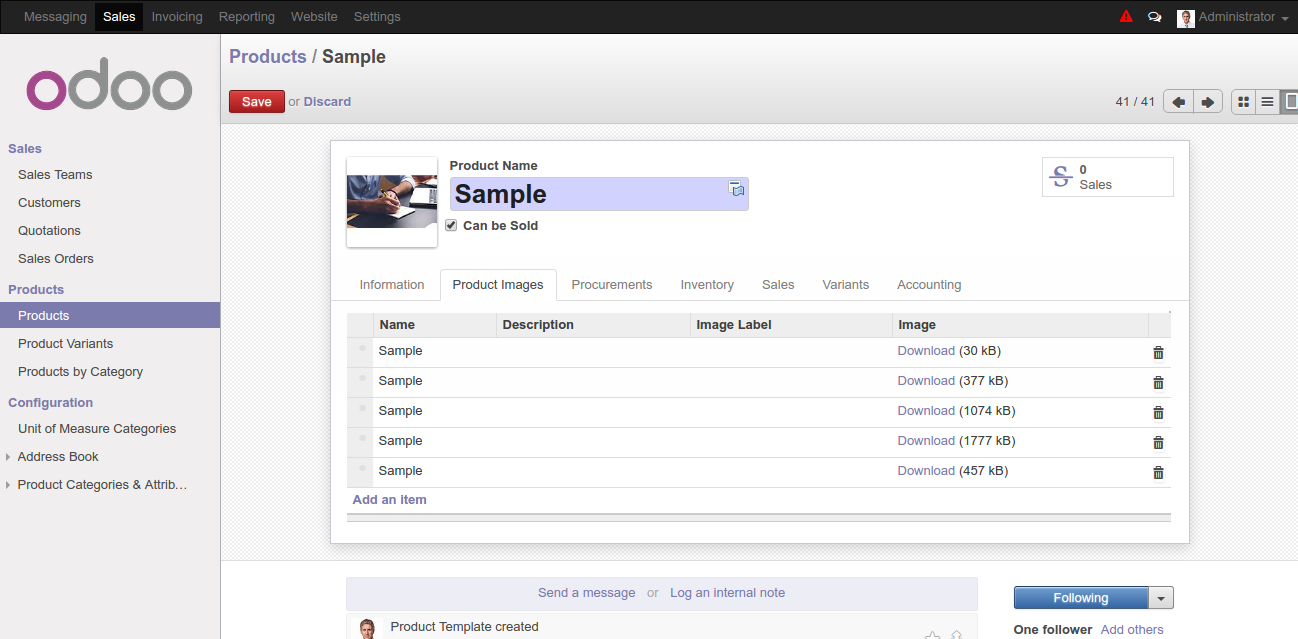 Messaging Sales Invoicing Reporting Website Settings Administrator
odoo
Products / Sample
Save or Discard
41 / 41
Sales
Sales Teams
Customers
Quotations
Sales Orders
Products
Products
Product Variants
Products by Category
Configuration
Unit of Measure Categories
Address Book
Product Categories & Attrib…
Product Name
Sample
Can be Sold
0
Sales
Information Product Images Procurements Inventory Sales Variants Accounting
Name Description Image Label Image
Sample Download (30 kB)
Sample Download (377 kB)
Sample Download (1074 kB)
Sample Download (1777 kB)
Sample Download (457 kB)
Add an item
Send a message or Log an internal note
Product Template created
Following
One follower Add others